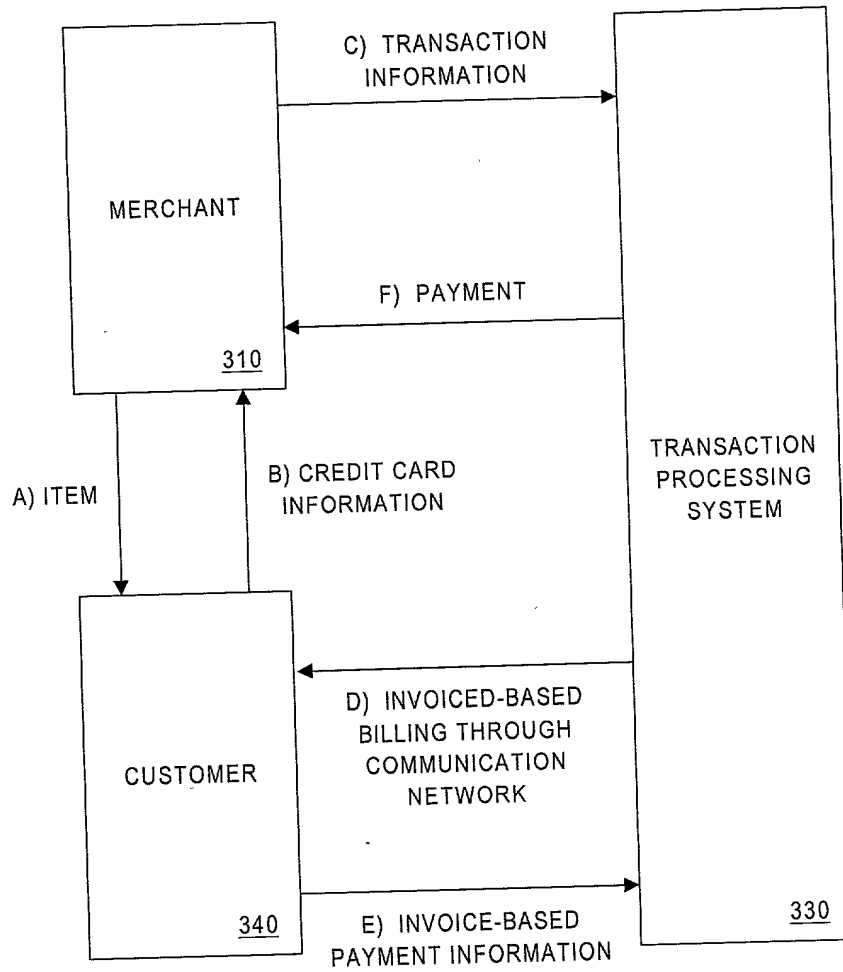 C) TRANSACTION
INFORMATION
MERCHANT
F) PAYMENT
310
A) ITEM
B) CREDIT CARD
INFORMATION
TRANSACTION
PROCESSING
SYSTEM
D) INVOICED-BASED
BILLING THROUGH
COMMUNICATION
NETWORK
CUSTOMER
340
E) INVOICE-BASED
PAYMENT INFORMATION
330